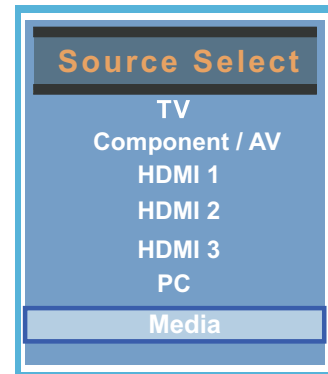 Source Select
TV
Component / AV
HDMI 1
HDMI 2
HDMI 3
PC
Media